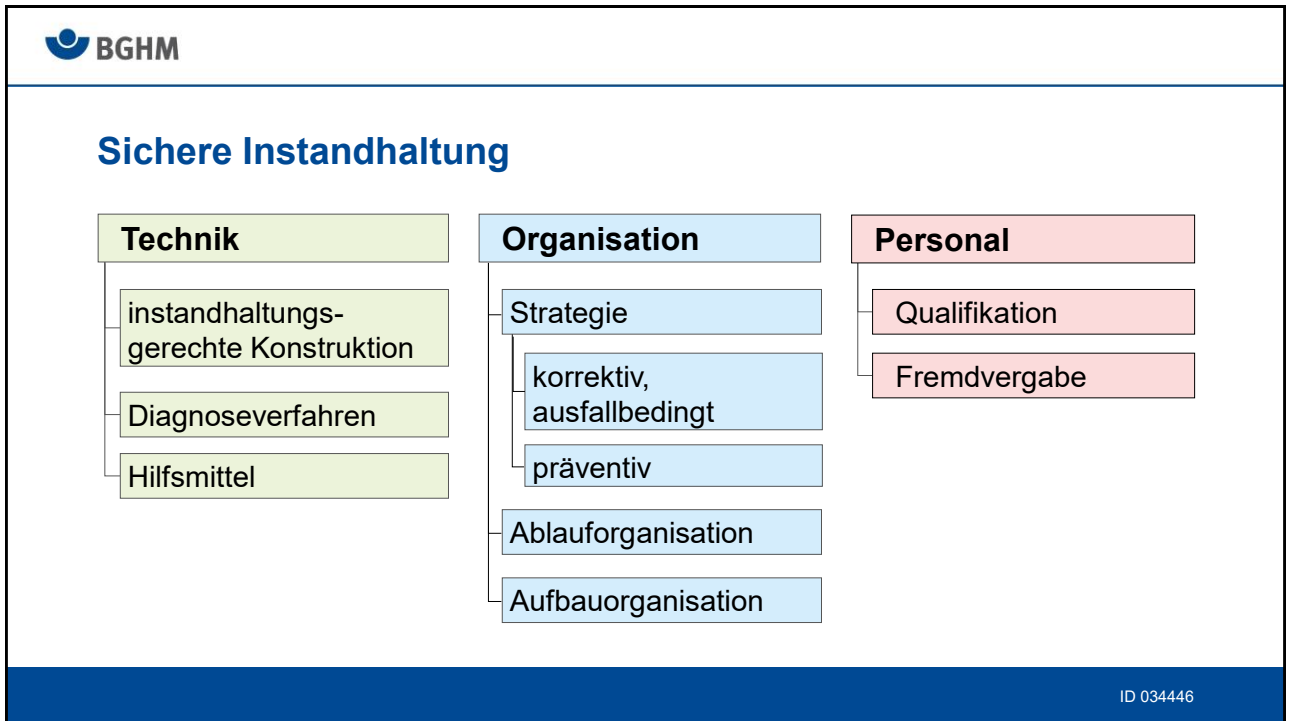 BGHM
Sichere Instandhaltung
Technik
instandhaltungs-
gerechte Konstruktion
Diagnoseverfahren
Hilfsmittel
Organisation
Strategie
korrektiv,
ausfallbedingt
präventiv
Ablauforganisation
Aufbauorganisation
Personal
Qualifikation
Fremdvergabe
ID 034446